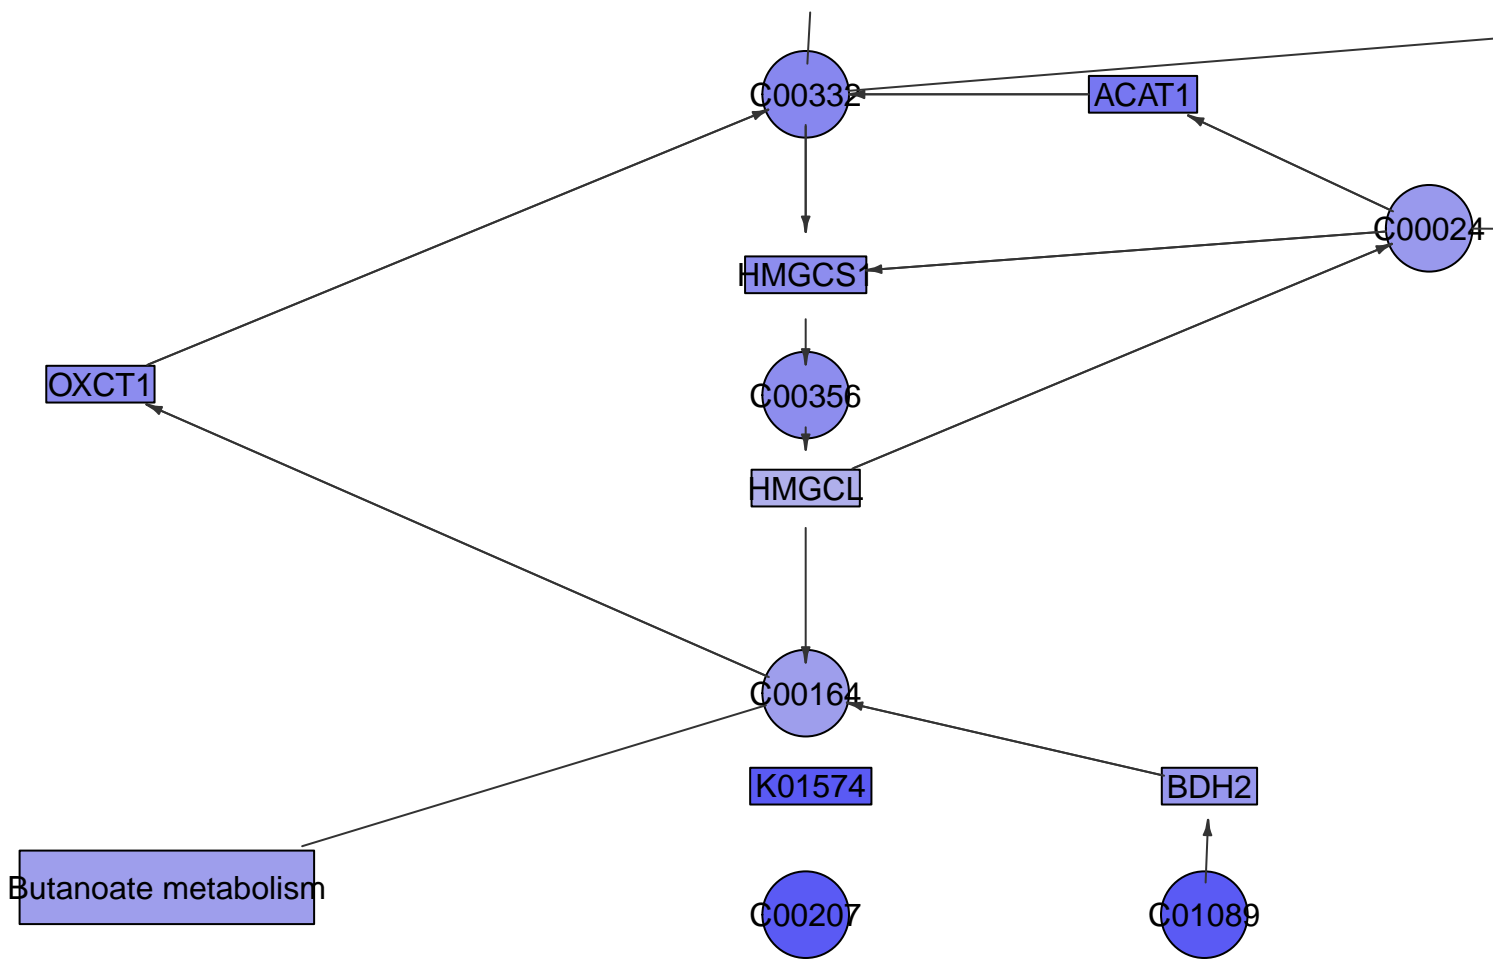 C00332
ACAT1
C00024
HMGCS1
OXCT1
C00356
HMGCL
C00164
K01574
BDH2
Butanoate metabolism
C00207
C01089